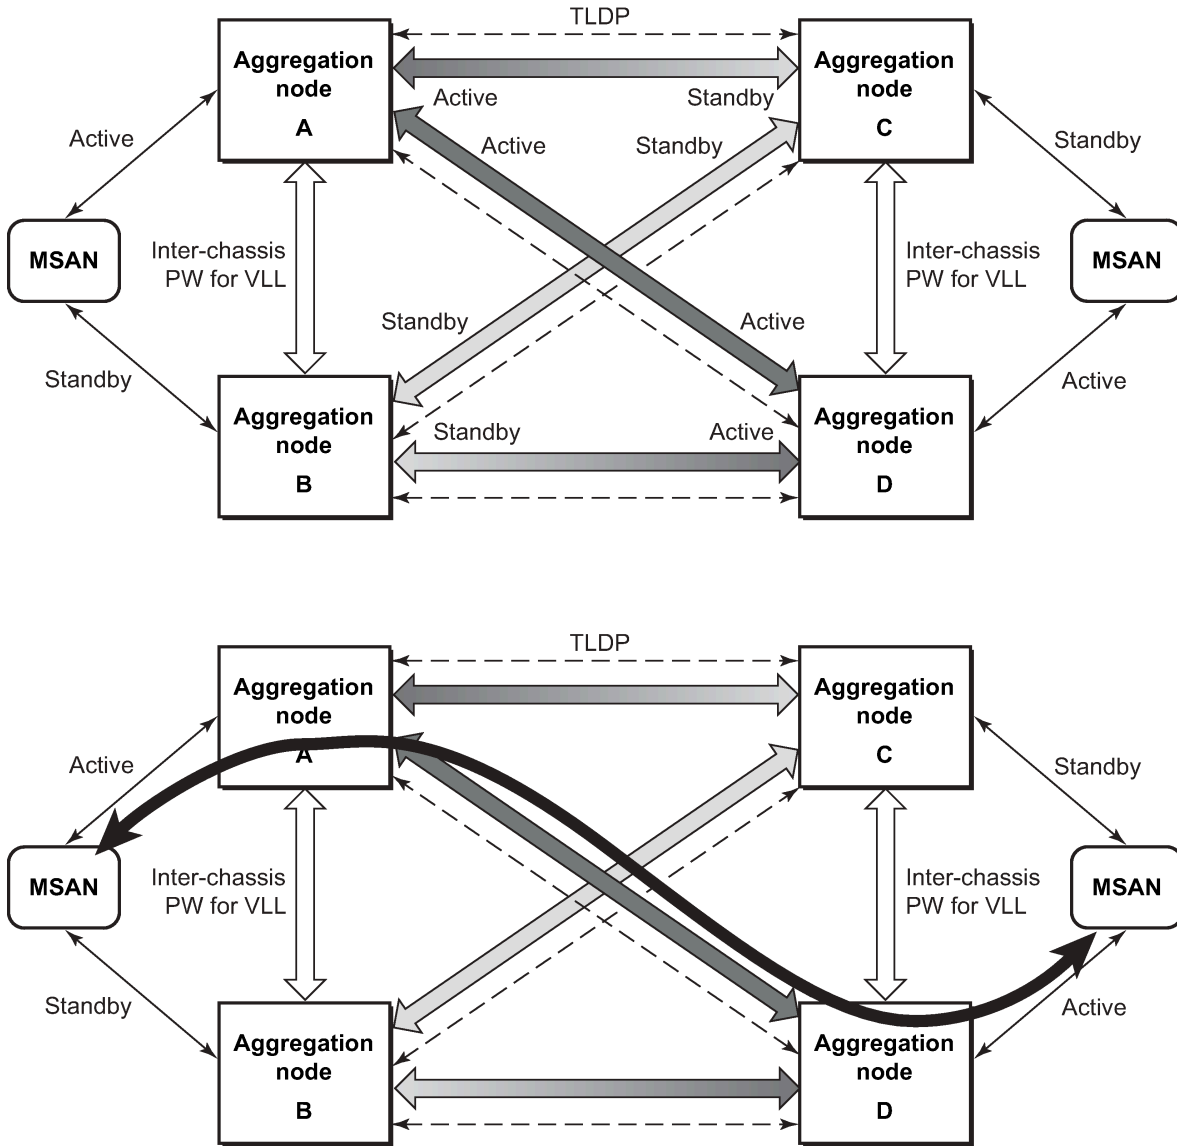 TLDP
Aggregation
node
A
Aggregation
node
C
Active
Standby
Active
Standby
Active
Standby
MSAN
Inter-chassis
PW for VLL
Inter-chassis
PW for VLL
MSAN
Standby
Active
Standby
Active
Aggregation
node
B
Standby
Active
Aggregation
node
D
TLDP
Aggregation
node
A
Aggregation
node
C
Active
Standby
MSAN
Inter-chassis
PW for VLL
Inter-chassis
PW for VLL
MSAN
Standby
Active
Aggregation
node
B
Aggregation
node
D